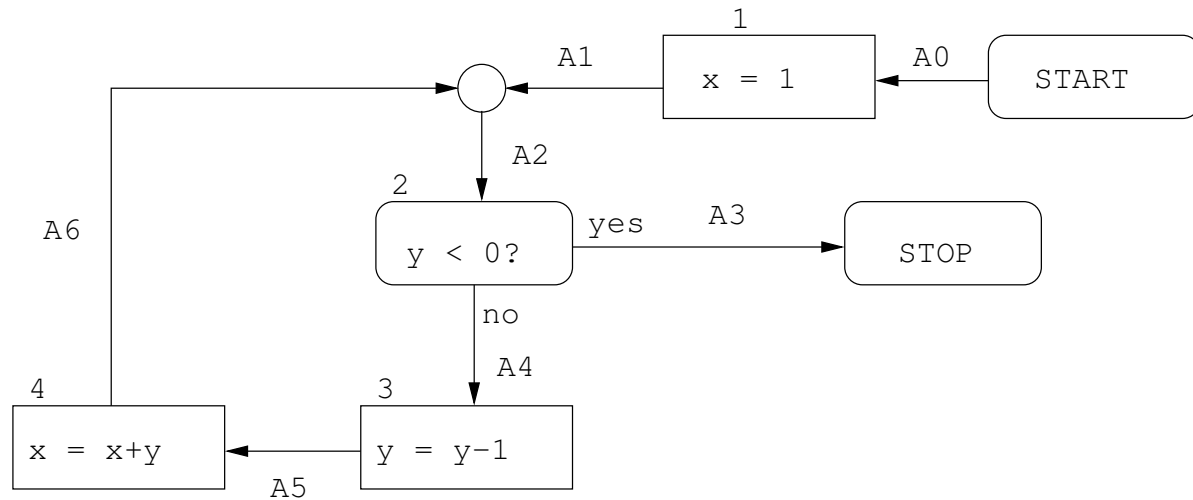 1
A1
A0
x = 1
START
A2
2
yes
A3
A6
y < 0?
STOP
no
A4
4
3
x = x+y
y = y-1
A5